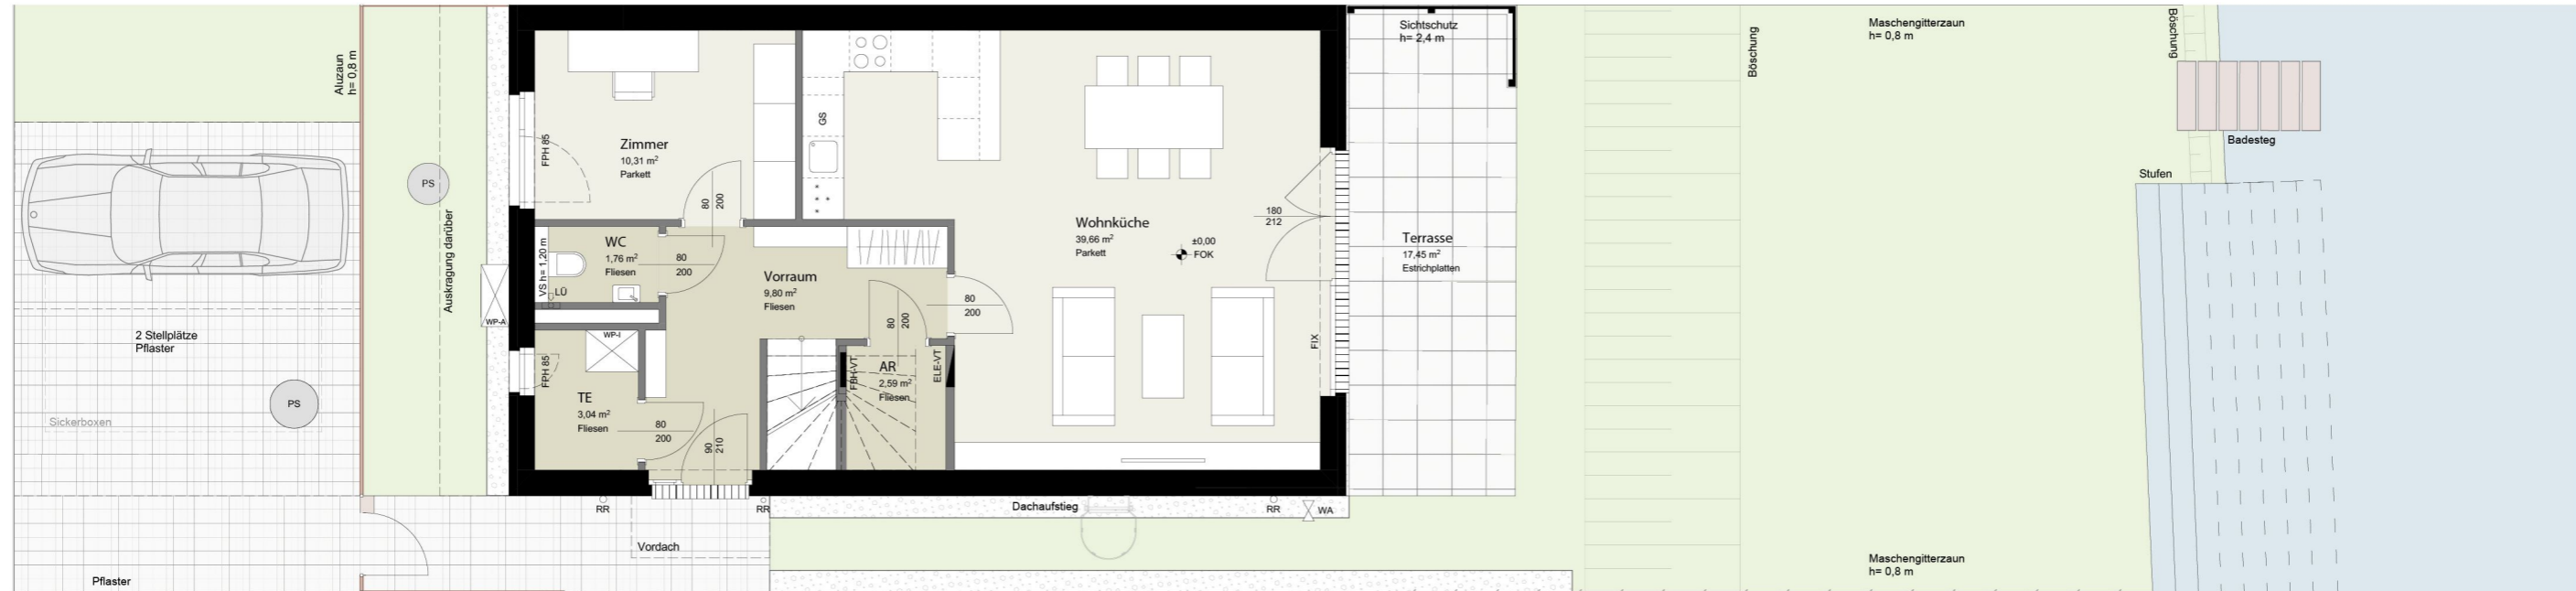 Aluzaun
h= 0,8 m
PS
Auskragung darüber
2 Stellplätze
Pflaster
PS
Sickerboxen
Pflaster
WP-A
FPH 85
Zimmer
10,31 m²
Parkett
80
200
GS
WC
1,76 m²
Fliesen
VS h= 1,20 m
LÜ
80
200
Vorraum
9,80 m²
Fliesen
WP-I
FPH 85
TE
3,04 m²
Fliesen
80
200
90
210
80
200
FBH-VT
AR
2,59 m²
Fliesen
ELE-VT
80
200
Wohnküche
39,66 m²
Parkett
±0,00
FOK
180
212
FIX
Sichtschutz
h= 2,4 m
Terrasse
17,45 m²
Estrichplatten
RR
RR
Vordach
Dachaufstieg
RR
WA
Böschung
Maschengitterzaun
h= 0,8 m
Böschung
Badesteg
Stufen
Maschengitterzaun
h= 0,8 m